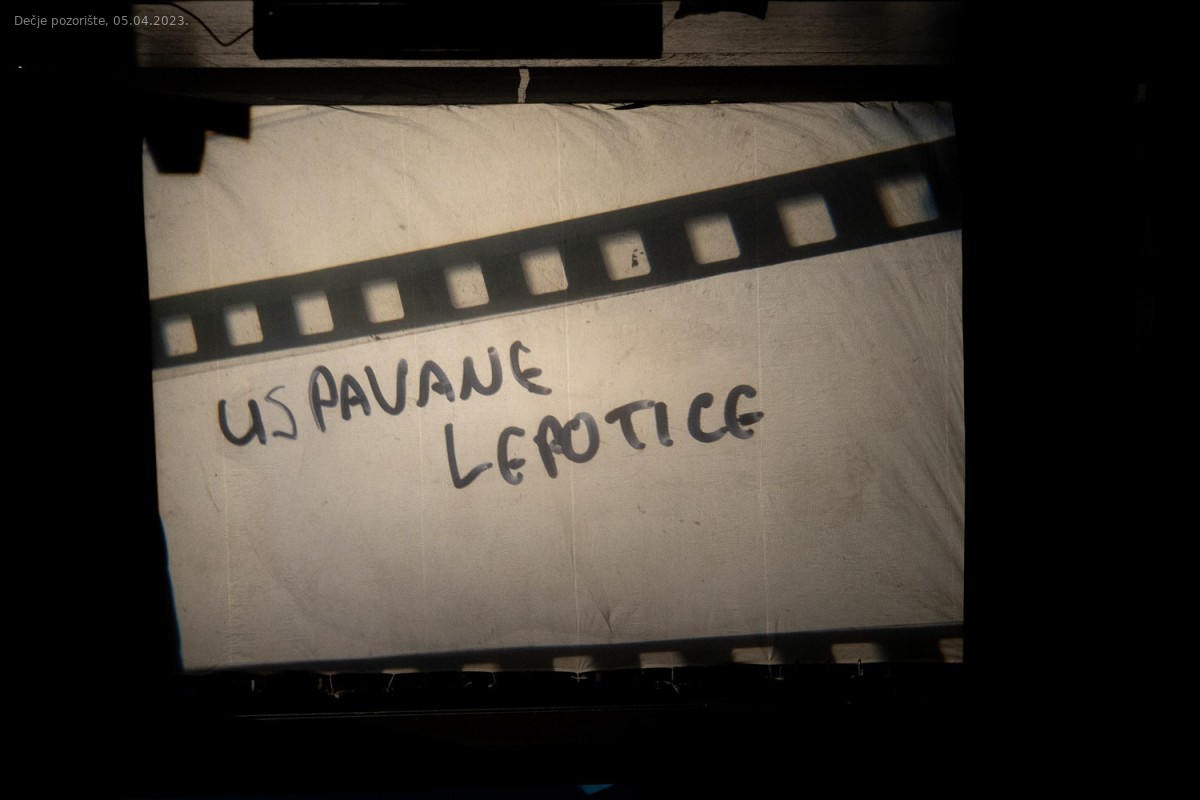 Dečje pozorište, 05.04.2023.
USPAVANE
LEPOTICE